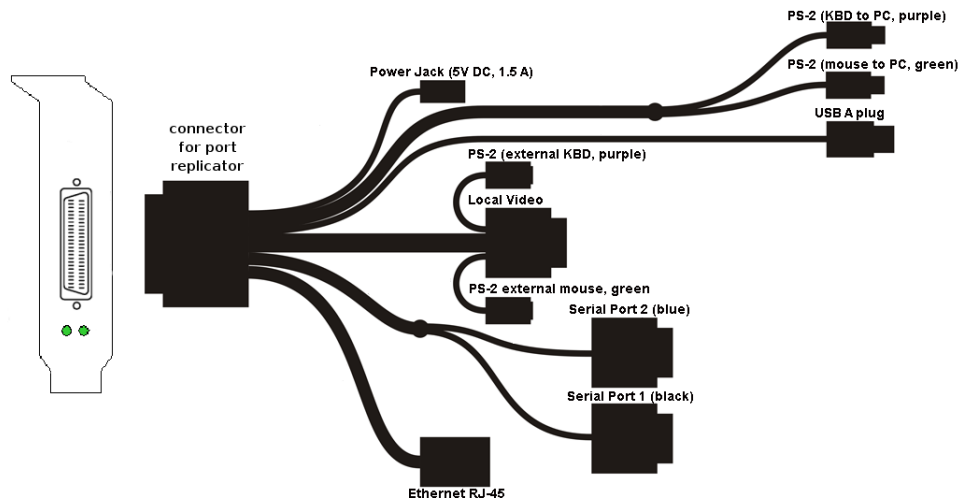 PS-2 (KBD to PC, purple)
PS-2 (mouse to PC, green)
Power Jack (5V DC, 1.5 A)
USB A plug
connector
for port
replicator
PS-2 (external KBD, purple)
Local Video
PS-2 external mouse, green
Serial Port 2 (blue)
Serial Port 1 (black)
Ethernet RJ-45